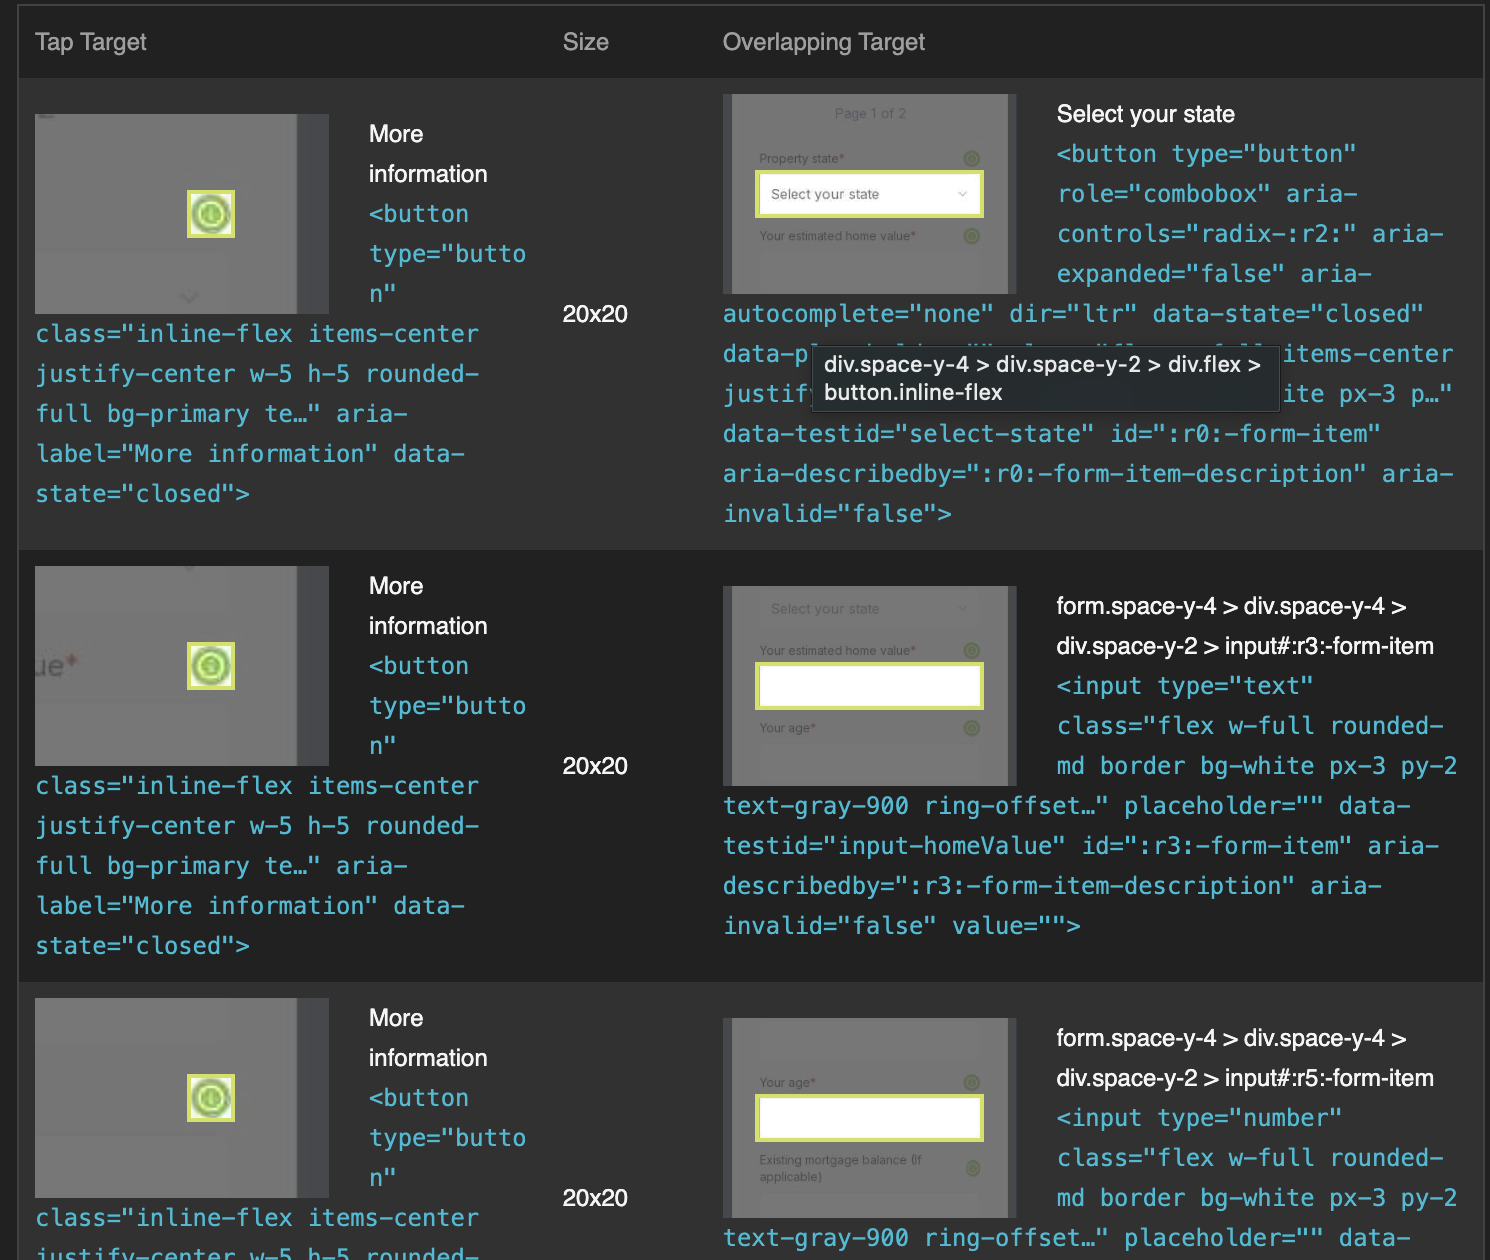 Tap Target
Size
Overlapping Target
More
information
<button
type="butto
n"
class="inline-flex items-center
justify-center w-5 h-5 rounded-
full bg-primary te…" aria-
label="More information" data-
state="closed">
20x20
Page 1 of 2
Property state*
Select your state
Your estimated home value*
Select your state
<button type="button"
role="combobox" aria-
controls="radix-:r2:" aria-
expanded="false" aria-
autocomplete="none" dir="ltr" data-state="closed"
items-center
div.space-y-4 > div.space-y-2 > div.flex >
button.inline-flex
px-3 p…"
data-testid="select-state" id=":r0:-form-item"
aria-describedby=":r0:-form-item-description" aria-
invalid="false">
ue*
More
information
<button
type="butto
n"
class="inline-flex items-center
justify-center w-5 h-5 rounded-
full bg-primary te…" aria-
label="More information" data-
state="closed">
20x20
Select your state
Your estimated home value*
Your age*
form.space-y-4 > div.space-y-4 >
div.space-y-2 > input#:r3:-form-item
<input type="text"
class="flex w-full rounded-
md border bg-white px-3 py-2
text-gray-900 ring-offset…" placeholder="" data-
testid="input-homeValue" id=":r3:-form-item" aria-
describedby=":r3:-form-item-description" aria-
invalid="false" value="">
More
information
<button
type="butto
n"
class="inline-flex items-center
justify-center w-5 h-5 rounded-
20x20
Your age*
Existing mortgage balance (If
applicable)
form.space-y-4 > div.space-y-4 >
div.space-y-2 > input#:r5:-form-item
<input type="number"
class="flex w-full rounded-
md border bg-white px-3 py-2
text-gray-900 ring-offset…" placeholder="" data-